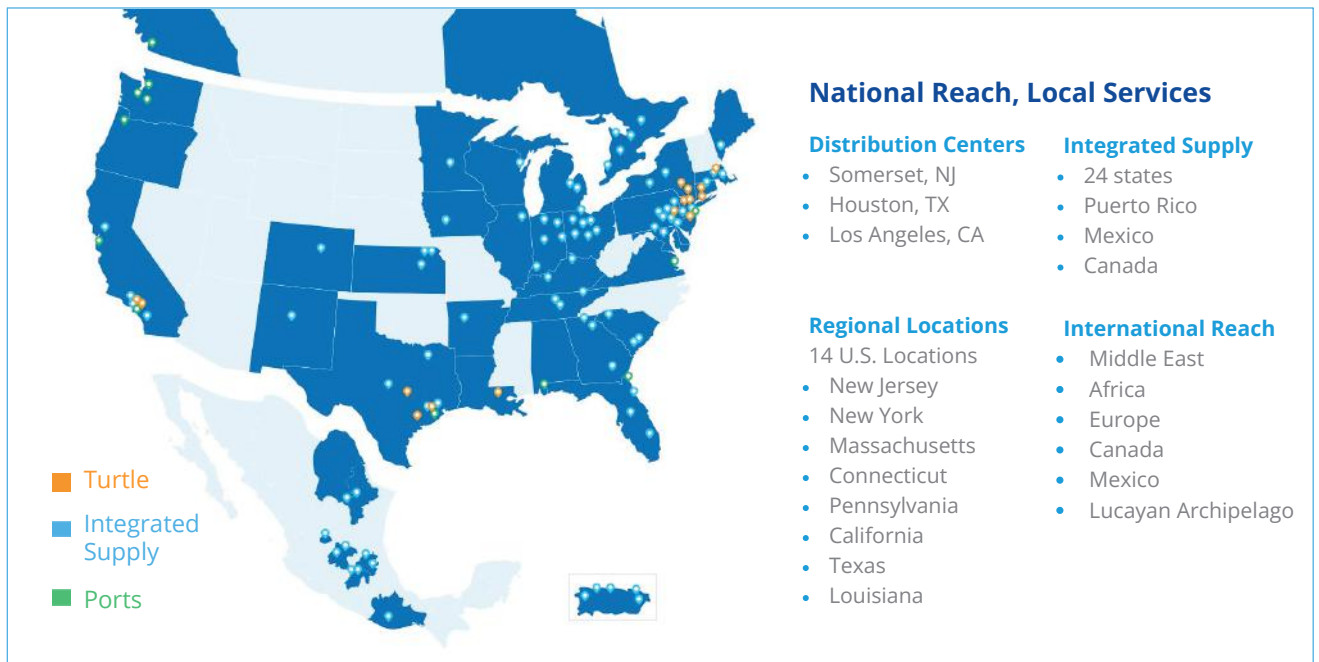 National Reach, Local Services
Distribution Centers
Somerset, NJ
Houston, TX
Los Angeles, CA
Integrated Supply
24 states
Puerto Rico
Mexico
Canada
Regional Locations
14 U.S. Locations
New Jersey
New York
Massachusetts
Connecticut
Pennsylvania
California
Texas
Louisiana
International Reach
Middle East
Africa
Europe
Canada
Mexico
Lucayan Archipelago
Turtle
Integrated
Supply
Ports